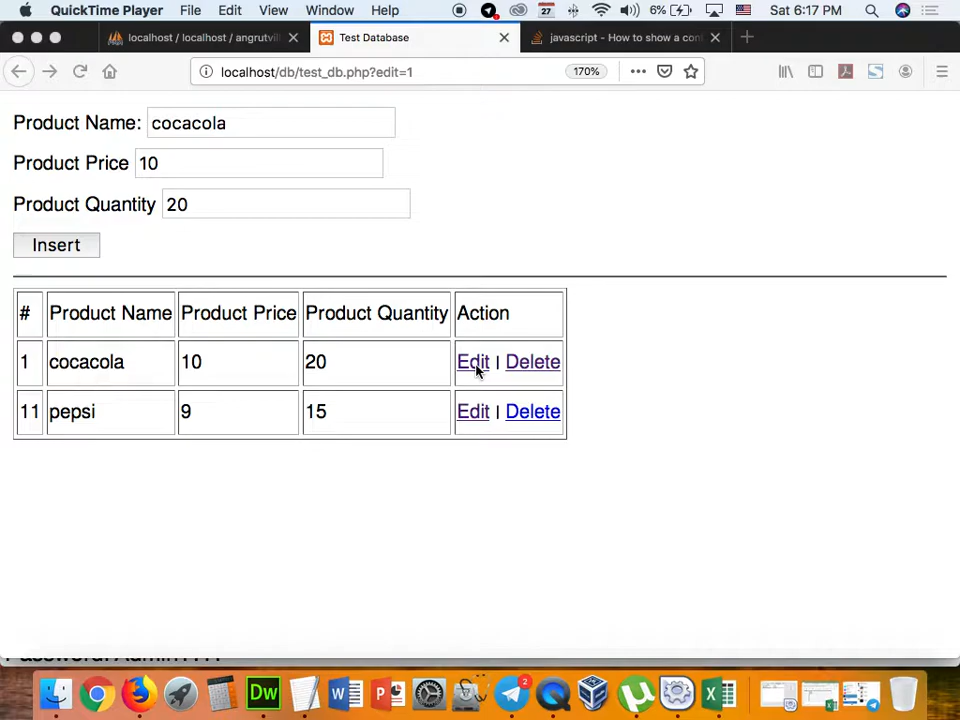 QuickTime Player File Edit View Window Help 27 6% Sat 6:17 PM
localhost / localhost / angrutvill Test Database javascript - How to show a con
localhost/db/test_db.php?edit=1 170%
Product Name: cocacola
Product Price 10
Product Quantity 20
Insert
# Product Name Product Price Product Quantity Action
1 cocacola 10 20 Edit | Delete
11 pepsi 9 15 Edit | Delete
Dw 2